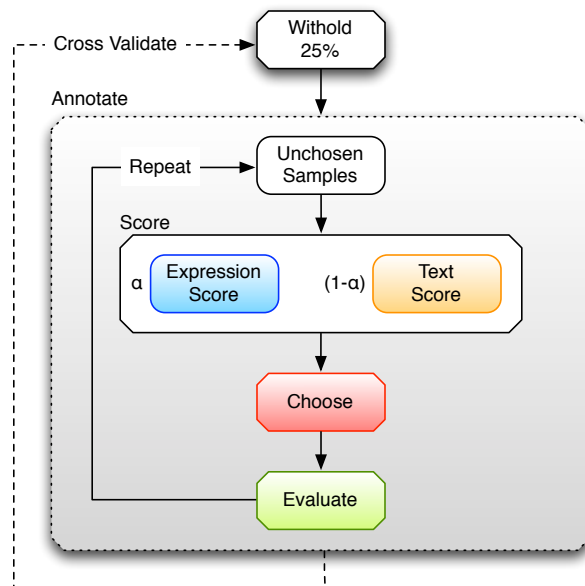 Cross Validate
Withold
25%
Annotate
Repeat
Unchosen
Samples
Score
α
Expression
Score
(1-α)
Text
Score
Choose
Evaluate